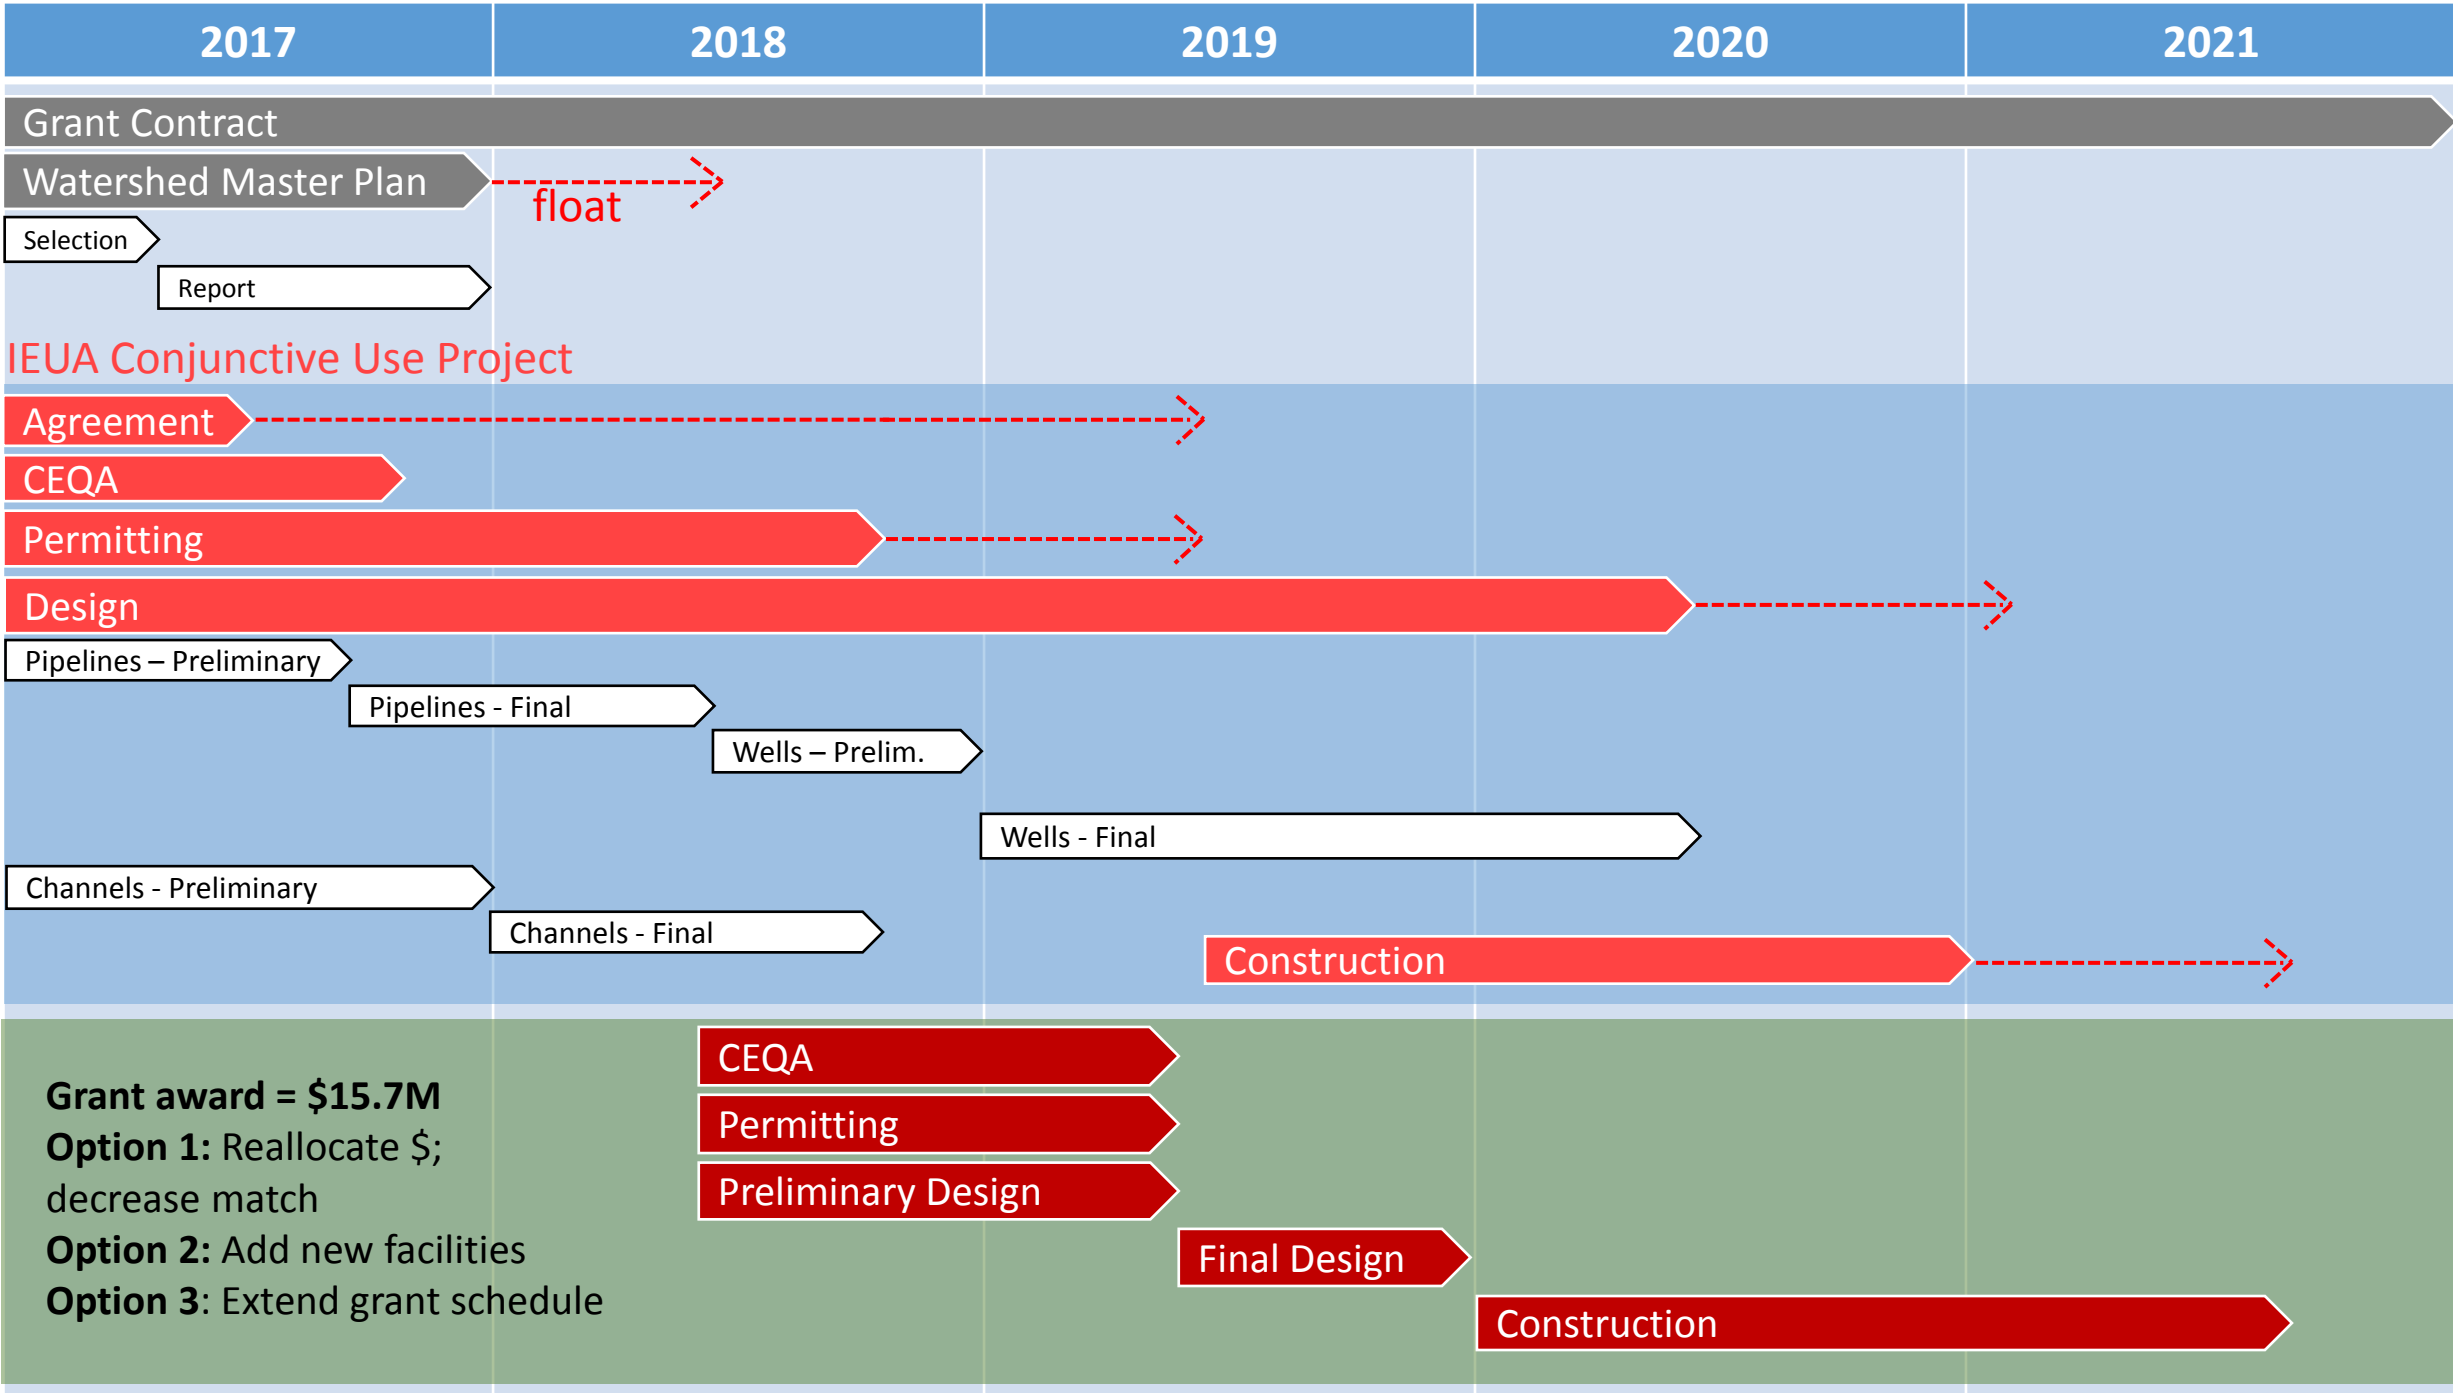 2017 2018 2019 2020 2021
Grant Contract
Watershed Master Plan
float
Selection
Report
IEUA Conjunctive Use Project
Agreement
CEQA
Permitting
Design
Pipelines – Preliminary
Pipelines - Final
Wells – Prelim.
Wells - Final
Channels - Preliminary
Channels - Final
Construction
Grant award = $15.7M
Option 1: Reallocate $;
decrease match
Option 2: Add new facilities
Option 3: Extend grant schedule
CEQA
Permitting
Preliminary Design
Final Design
Construction